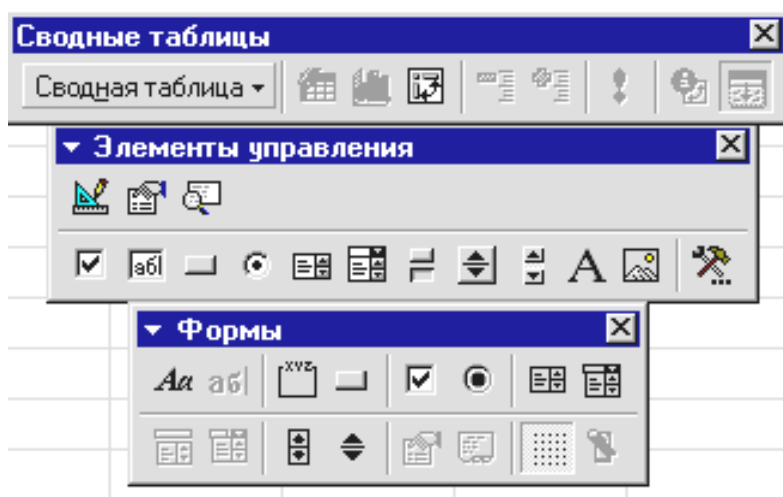 Сводные таблицы
Сводная таблица
Элементы управления
абl
A
Формы
Aa абl
XYZ